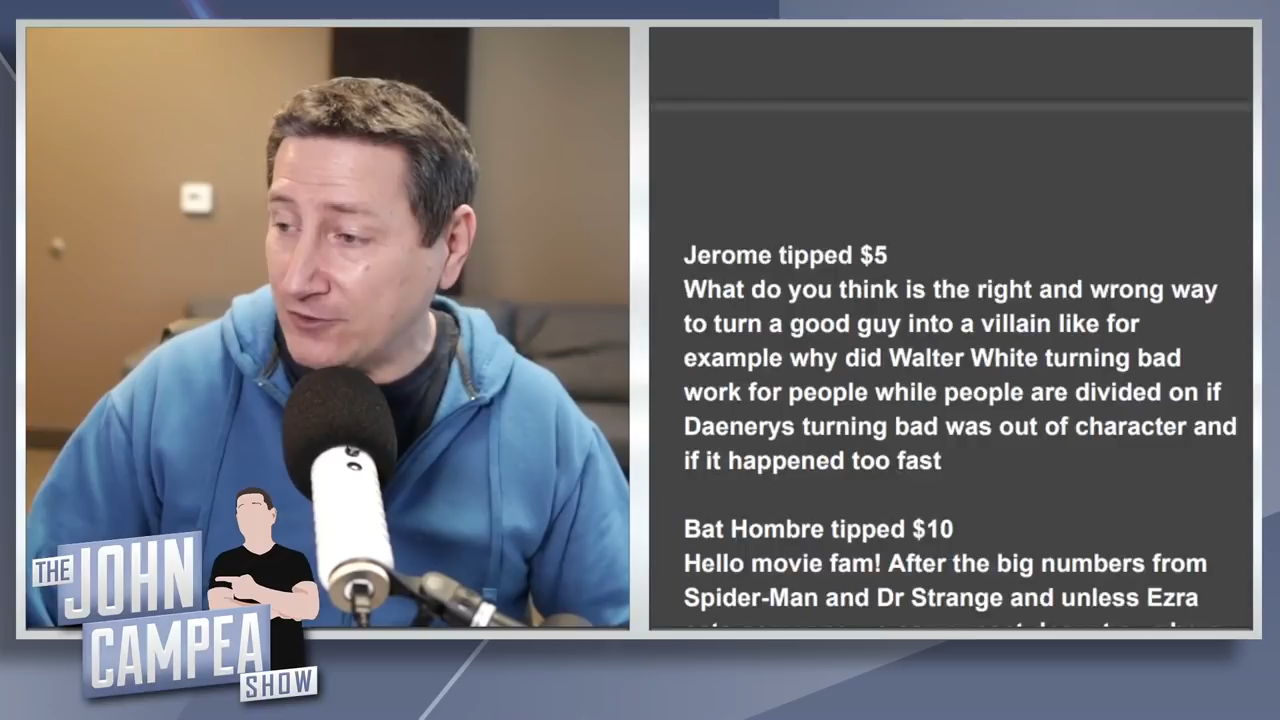 Jerome tipped $5
What do you think is the right and wrong way
to turn a good guy into a villain like for
example why did Walter White turning bad
work for people while people are divided on if
Daenerys turning bad was out of character and
if it happened too fast
Bat Hombre tipped $10
Hello movie fam! After the big numbers from
Spider-Man and Dr Strange and unless Ezra
THE
JOHN
CAMPEA
SHOW